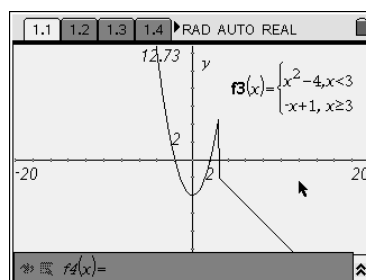 1.1 1.2 1.3 1.4 RAD AUTO REAL
12.73 y
f3(x)={x²-4,x<3
-x+1, x≥3
2
-20 2 20
f4(x)=